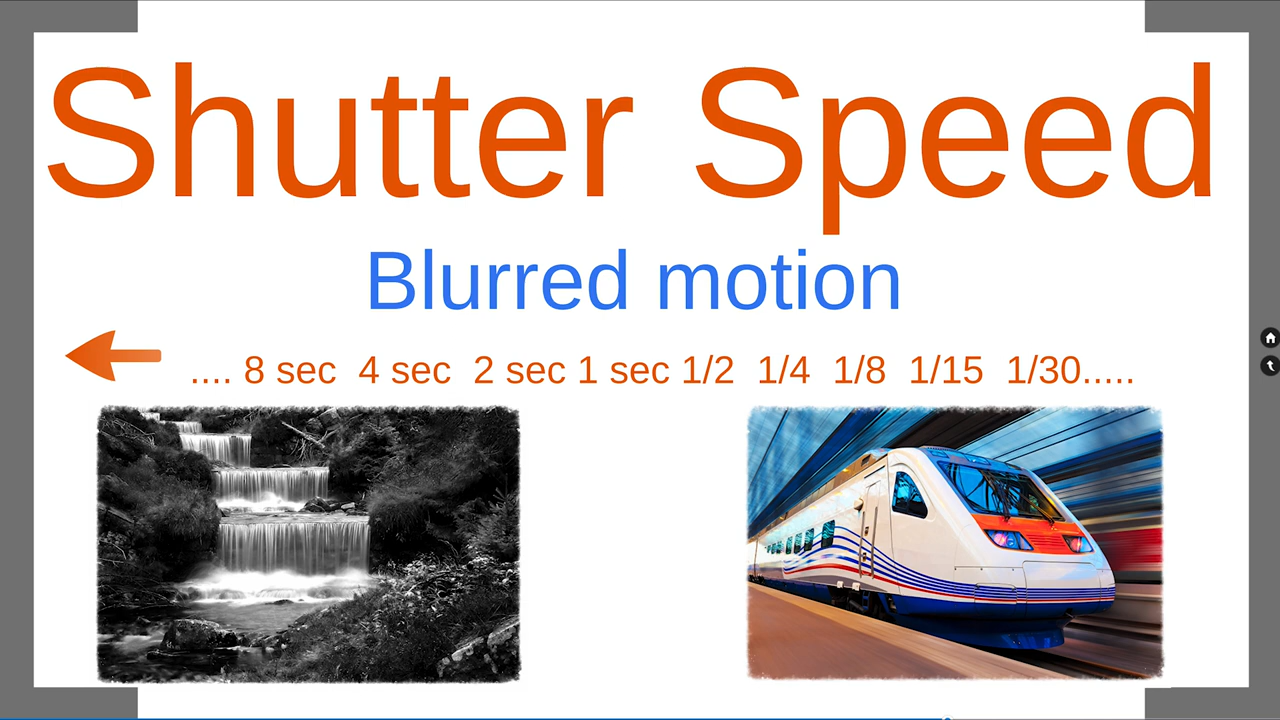 Shutter Speed
Blurred motion
.... 8 sec 4 sec 2 sec 1 sec 1/2 1/4 1/8 1/15 1/30.....